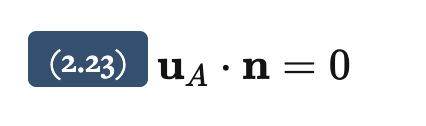 (2.23) u_A · n = 0